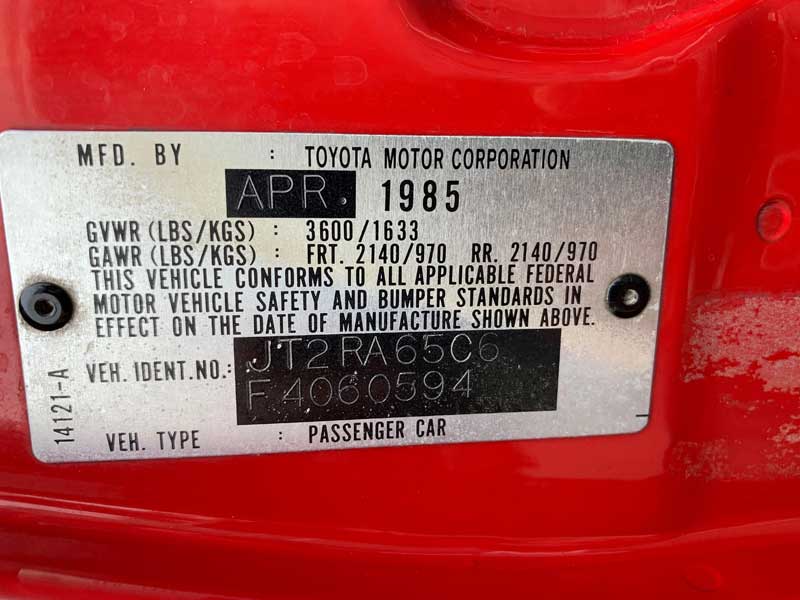 MFD. BY : TOYOTA MOTOR CORPORATION
APR. 1985
GVWR (LBS/KGS) : 3600/1633
GAWR (LBS/KGS) : FRT. 2140/970 RR. 2140/970
THIS VEHICLE CONFORMS TO ALL APPLICABLE FEDERAL
MOTOR VEHICLE SAFETY AND BUMPER STANDARDS IN
EFFECT ON THE DATE OF MANUFACTURE SHOWN ABOVE.
VEH. IDENT.NO.: JT2RA65C6
F4060594
VEH. TYPE : PASSENGER CAR
14121-A